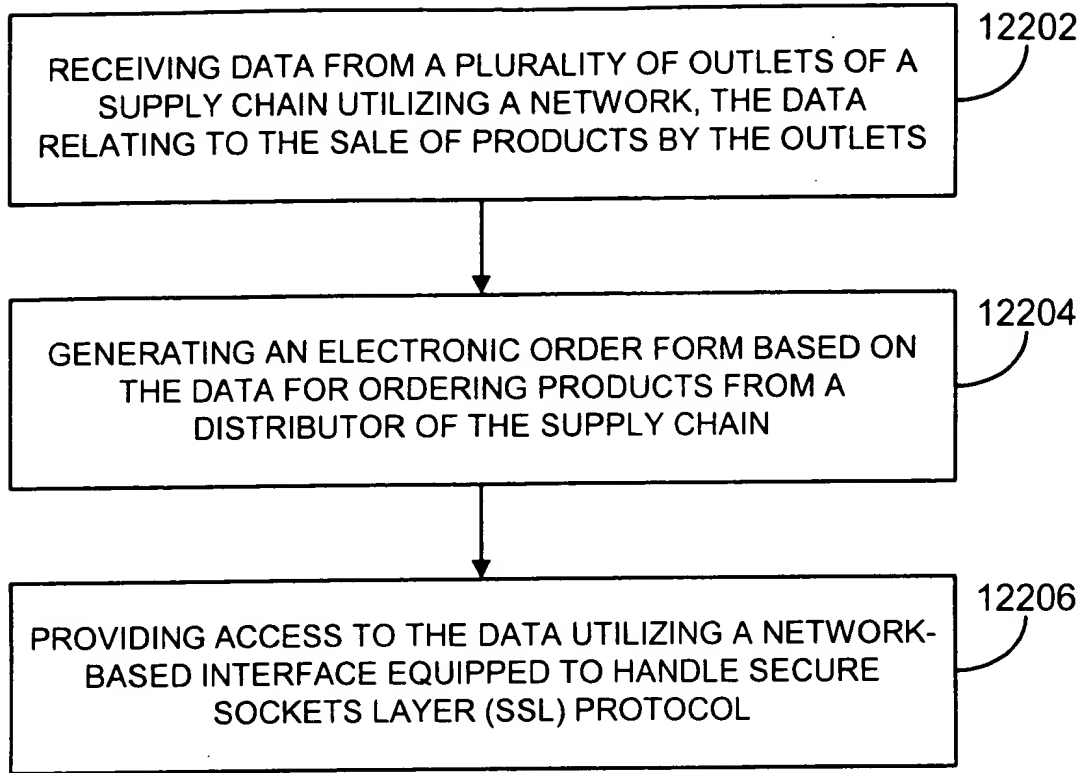 12202
RECEIVING DATA FROM A PLURALITY OF OUTLETS OF A
SUPPLY CHAIN UTILIZING A NETWORK, THE DATA
RELATING TO THE SALE OF PRODUCTS BY THE OUTLETS
12204
GENERATING AN ELECTRONIC ORDER FORM BASED ON
THE DATA FOR ORDERING PRODUCTS FROM A
DISTRIBUTOR OF THE SUPPLY CHAIN
12206
PROVIDING ACCESS TO THE DATA UTILIZING A NETWORK-
BASED INTERFACE EQUIPPED TO HANDLE SECURE
SOCKETS LAYER (SSL) PROTOCOL